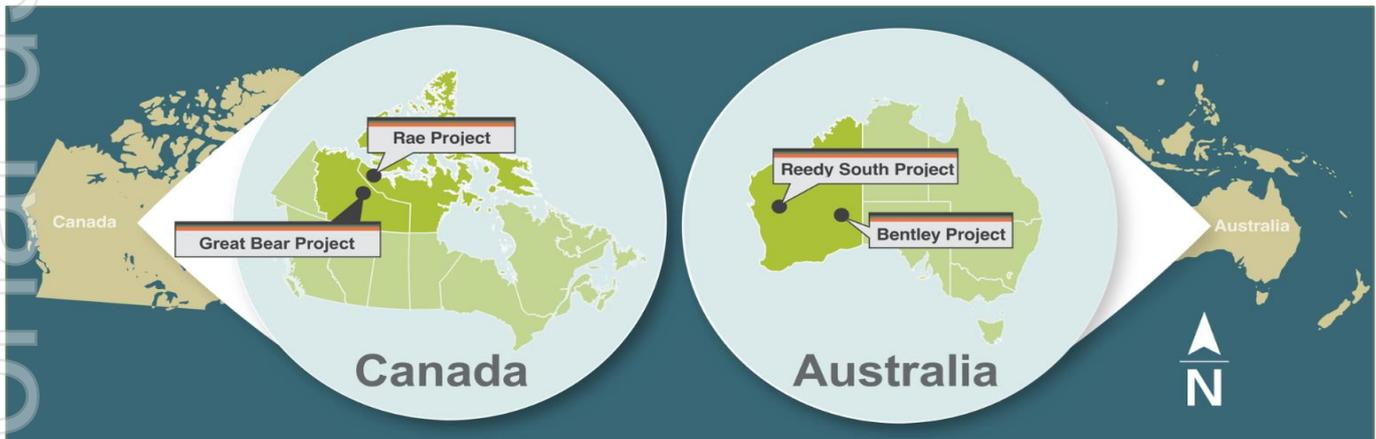 Canada
Rae Project
Great Bear Project
Canada
Reedy South Project
Bentley Project
Australia
Australia
N